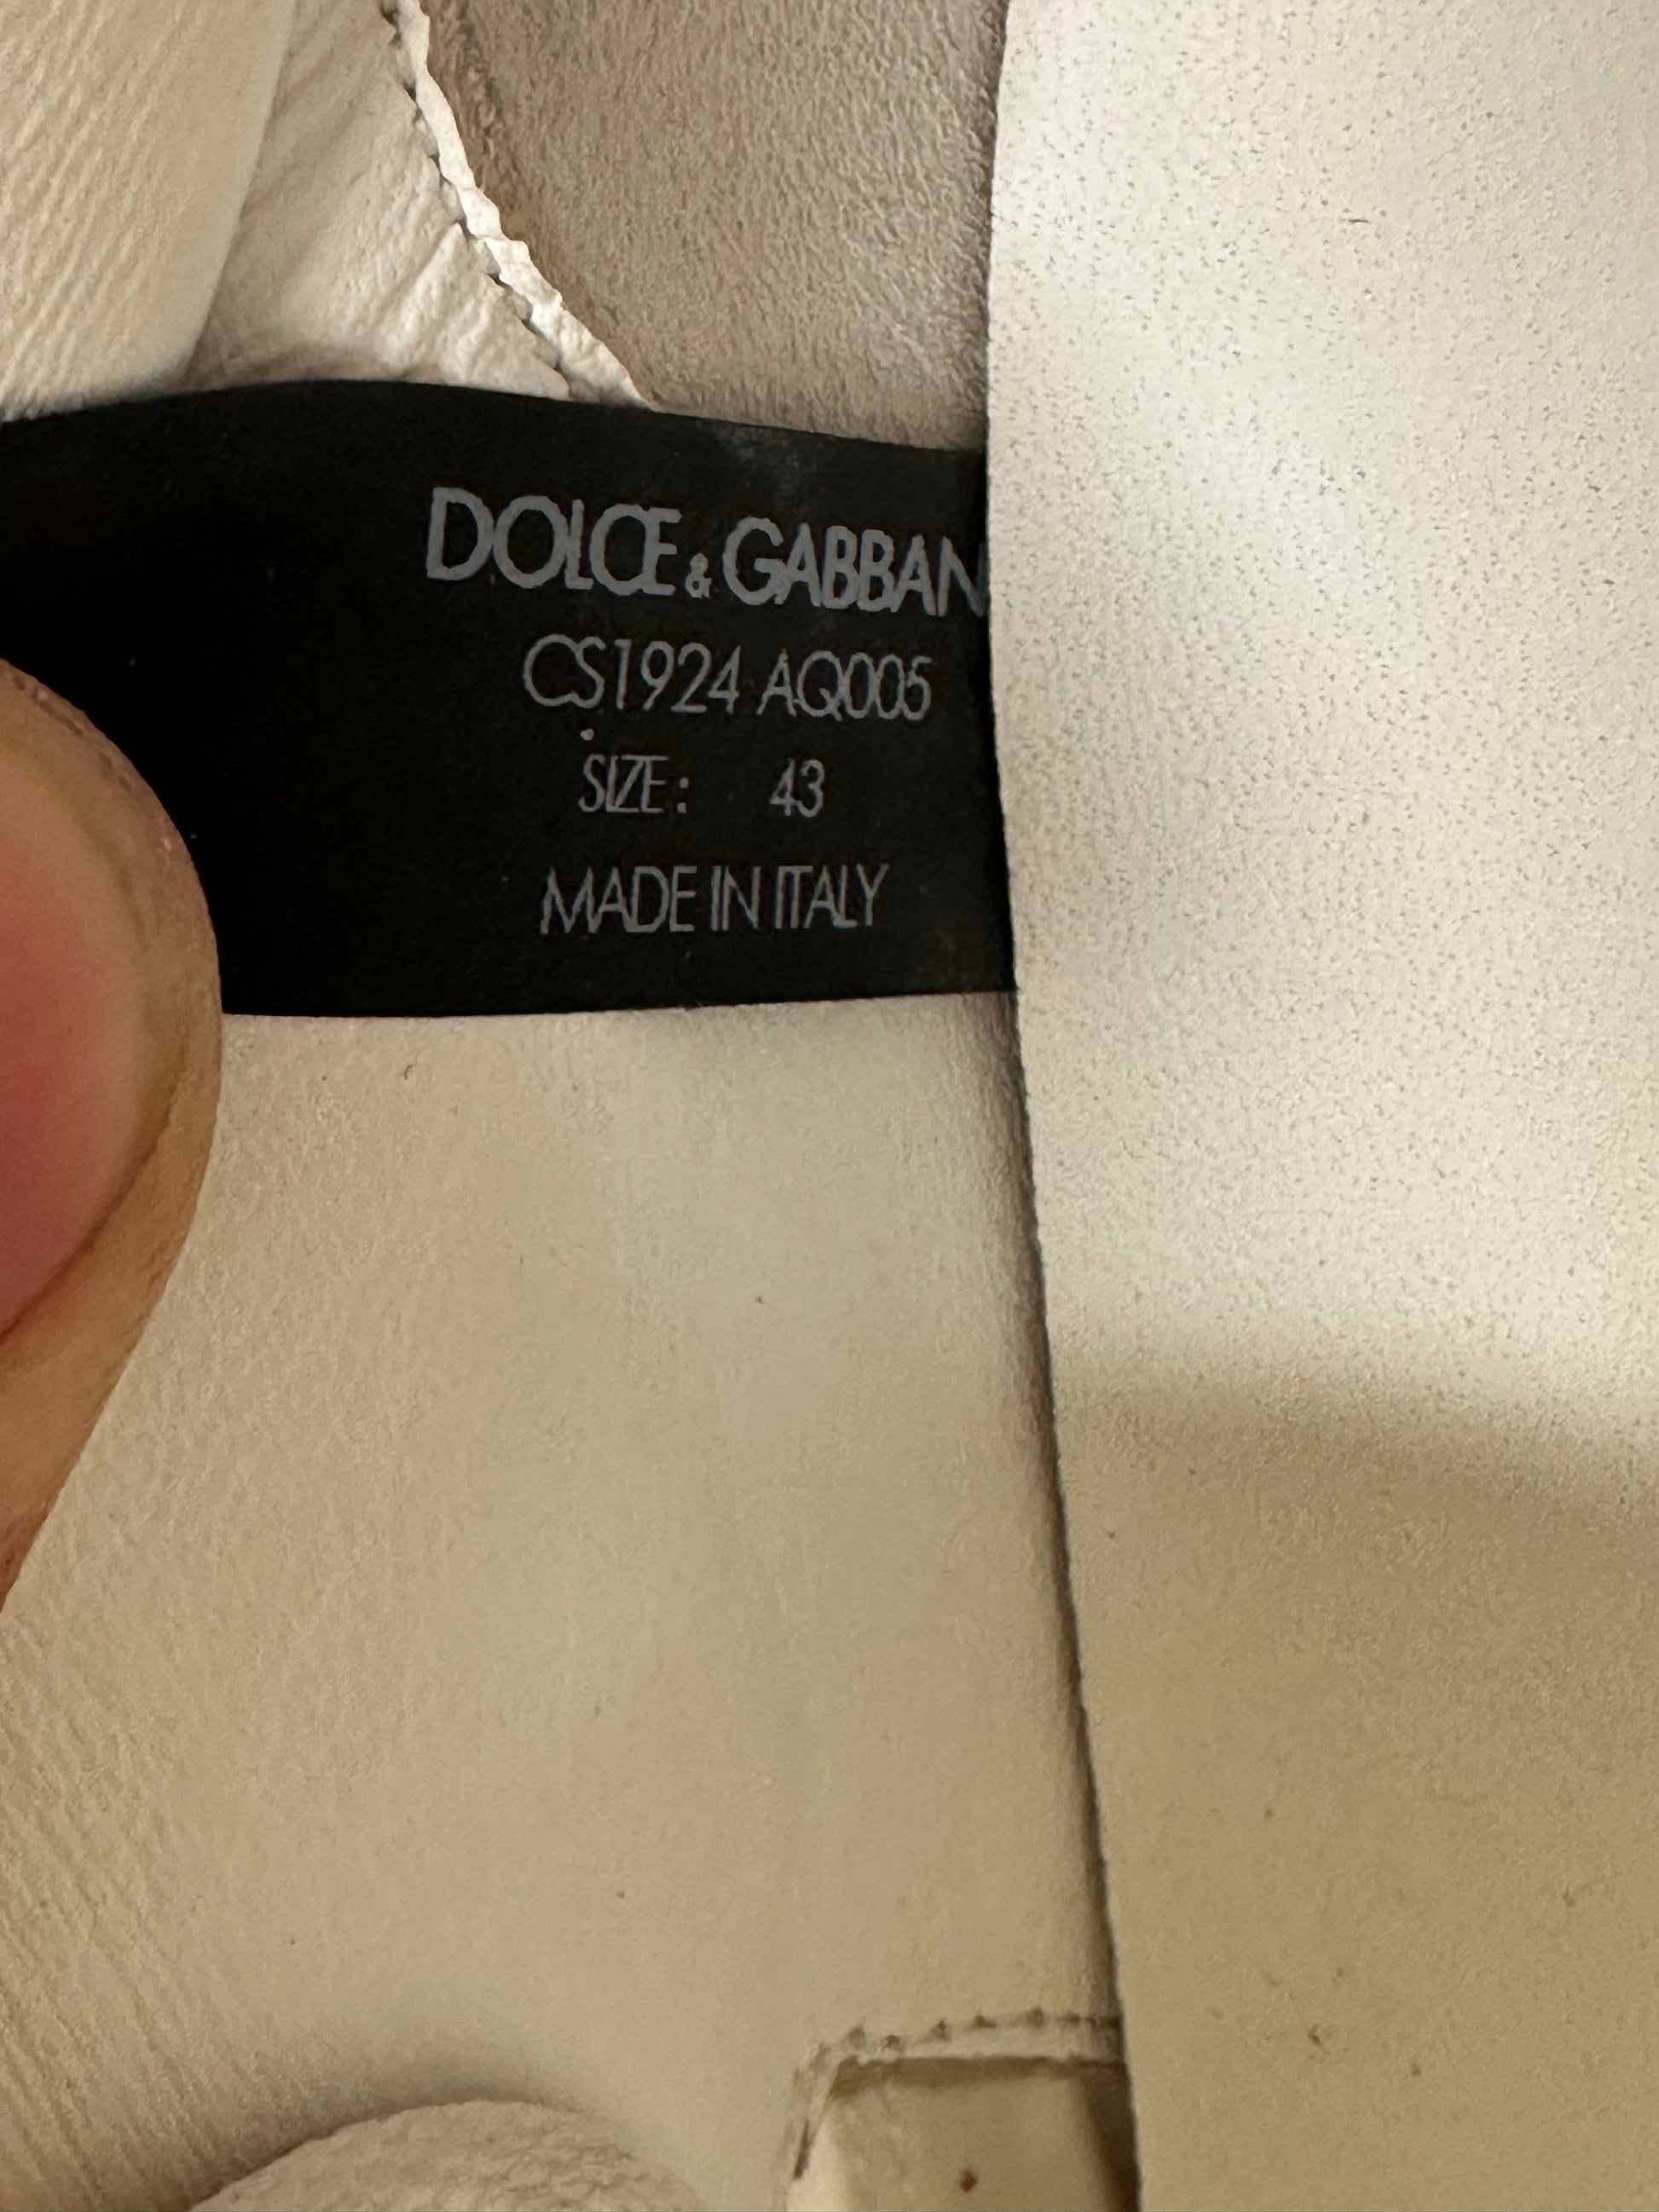 DOLCE & GABBAN
CS1924 AQ005
SIZE: 43
MADE IN ITALY